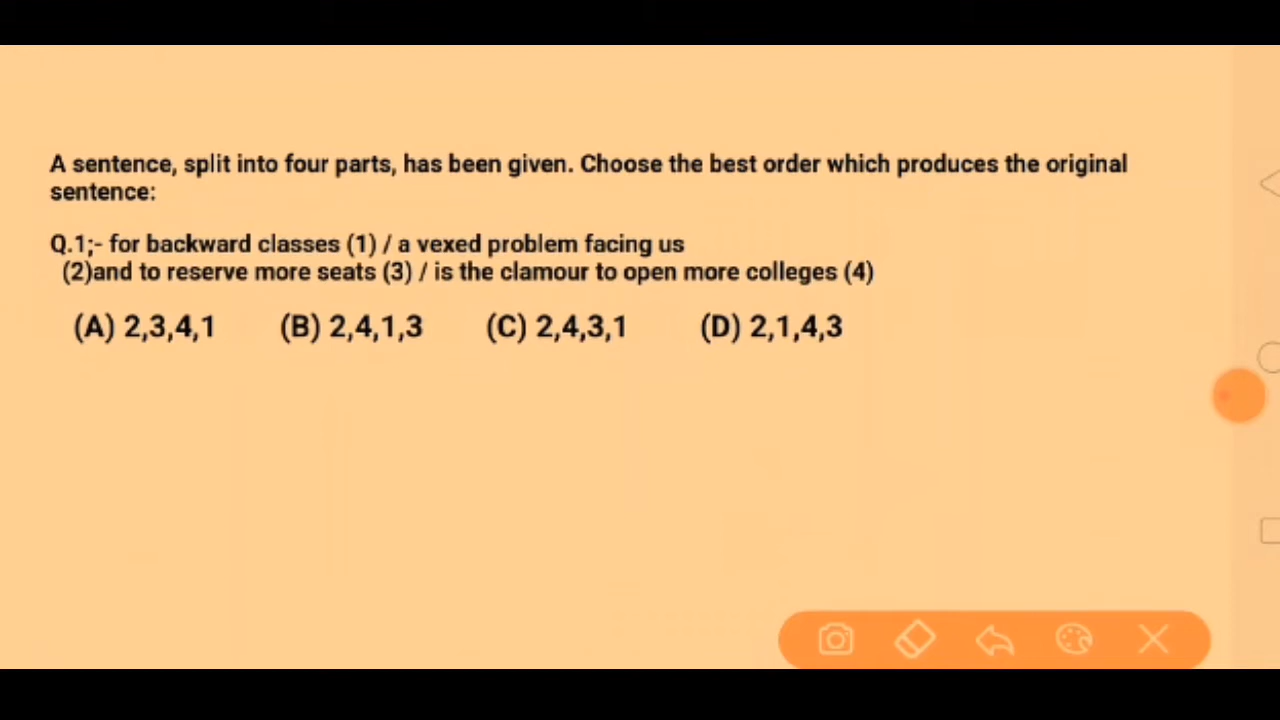 A sentence, split into four parts, has been given. Choose the best order which produces the original
sentence:
Q.1;- for backward classes (1) / a vexed problem facing us
(2)and to reserve more seats (3) / is the clamour to open more colleges (4)
(A) 2,3,4,1 (B) 2,4,1,3 (C) 2,4,3,1 (D) 2,1,4,3